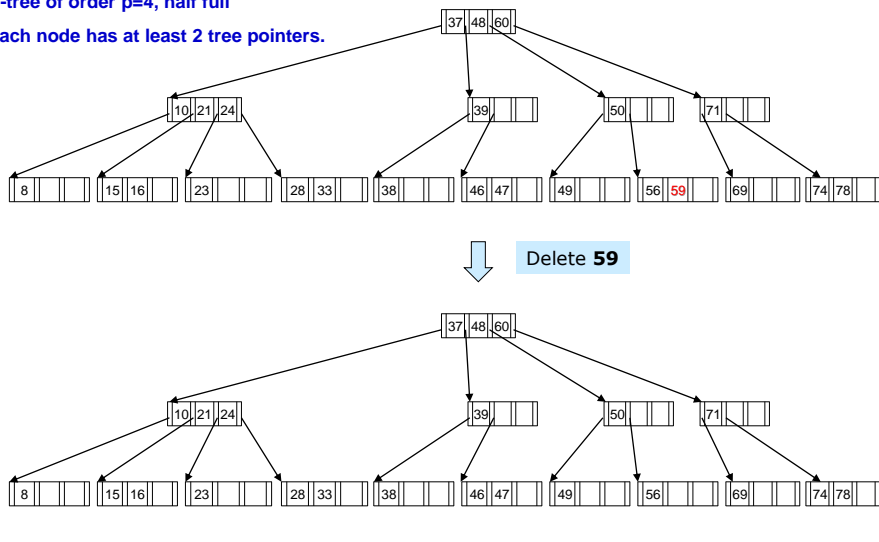 -tree of order p=4, half full
ach node has at least 2 tree pointers.
37 48 60
10 21 24 39 50 71
8 15 16 23 28 33 38 46 47 49 56 59 69 74 78
Delete 59
37 48 60
10 21 24 39 50 71
8 15 16 23 28 33 38 46 47 49 56 69 74 78